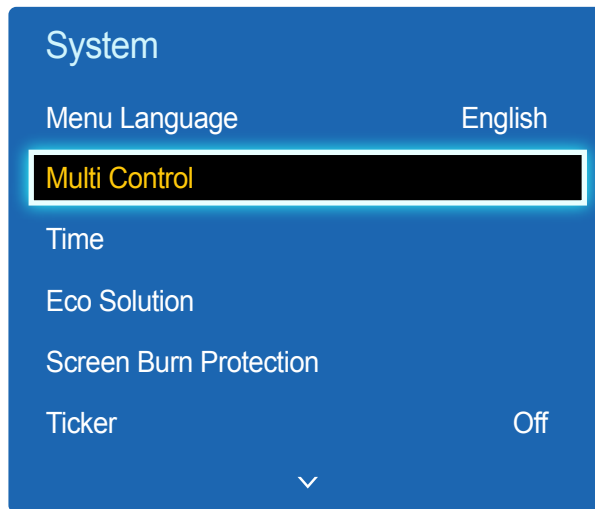 System
Menu Language English
Multi Control
Time
Eco Solution
Screen Burn Protection
Ticker Off